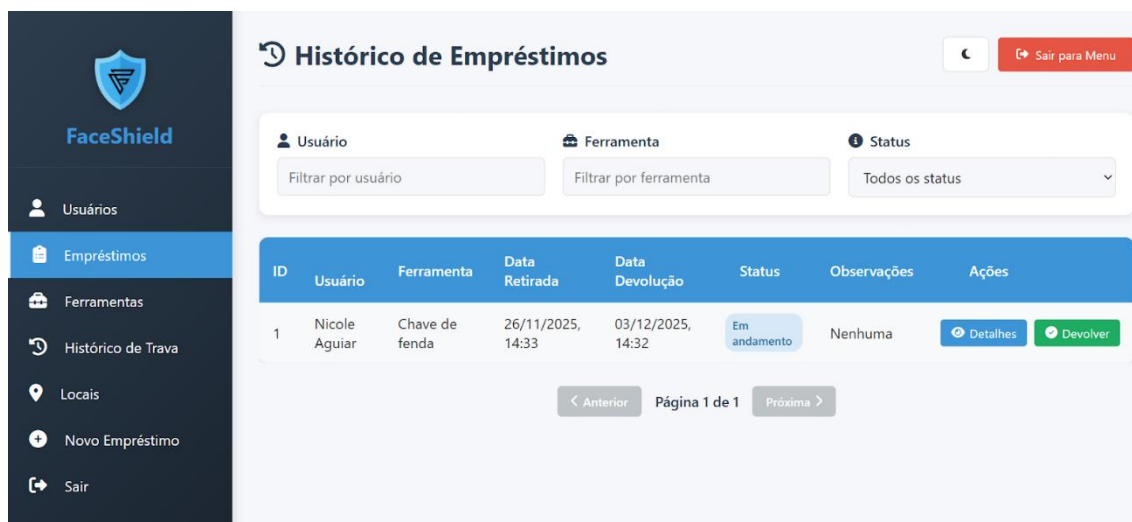 FaceShield
Usuários
Empréstimos
Ferramentas
Histórico de Trava
Locais
Novo Empréstimo
Sair
Histórico de Empréstimos
Sair para Menu
Usuário
Ferramenta
Status
Filtrar por usuário
Filtrar por ferramenta
Todos os status
ID
Usuário
Ferramenta
Data
Retirada
Data
Devolução
Status
Observações
Ações
1
Nicole
Aguiar
Chave de
fenda
26/11/2025,
14:33
03/12/2025,
14:32
Em
andamento
Nenhuma
Detalhes
Devolver
Anterior
Página 1 de 1
Próxima